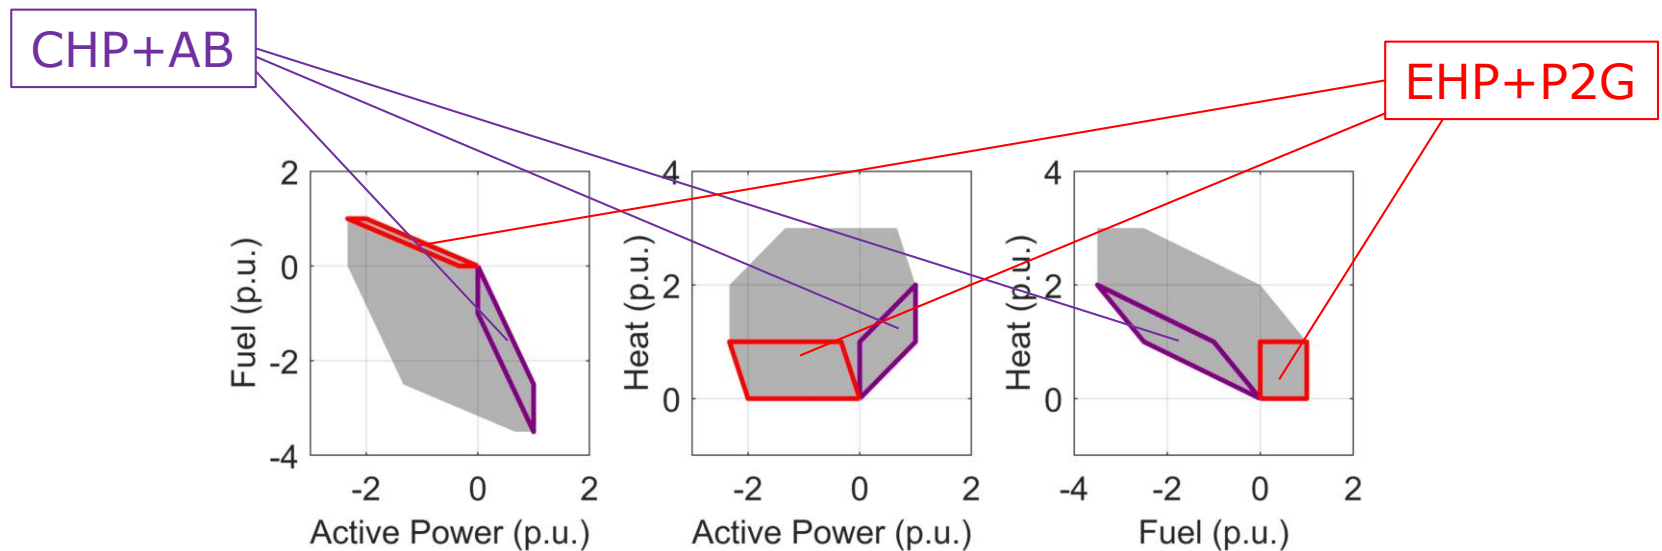 CHP+AB
EHP+P2G
2
0
-2
-4
Fuel (p.u.)
-2 0 2
Active Power (p.u.)
4
2
0
Heat (p.u.)
-2 0 2
Active Power (p.u.)
4
2
0
Heat (p.u.)
-4 -2 0 2
Fuel (p.u.)